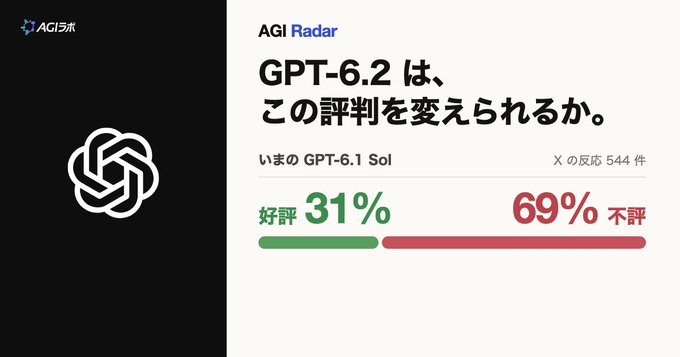 AGIラボ
AGI Radar
GPT-6.2 は、
この評判を変えられるか。
いまの GPT-6.1 Sol
X の反応 544 件
好評 31%
69% 不評